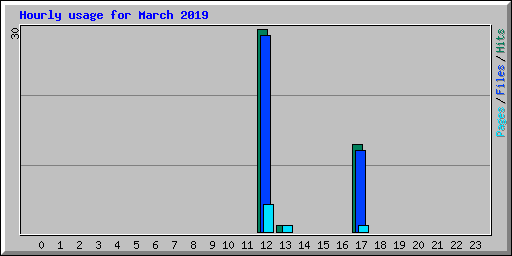 Hourly usage for March 2019
30
Pages/Files/Hits
0 1 2 3 4 5 6 7 8 9 10 11 12 13 14 15 16 17 18 19 20 21 22 23